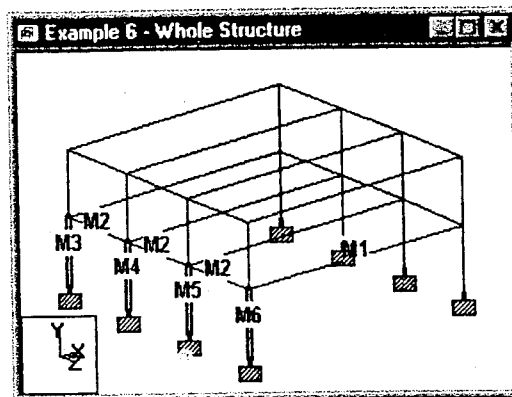 Example 6 - Whole Structure
M2
M3
M2
M4
M2
M5
M1
M6
Y
X
Z